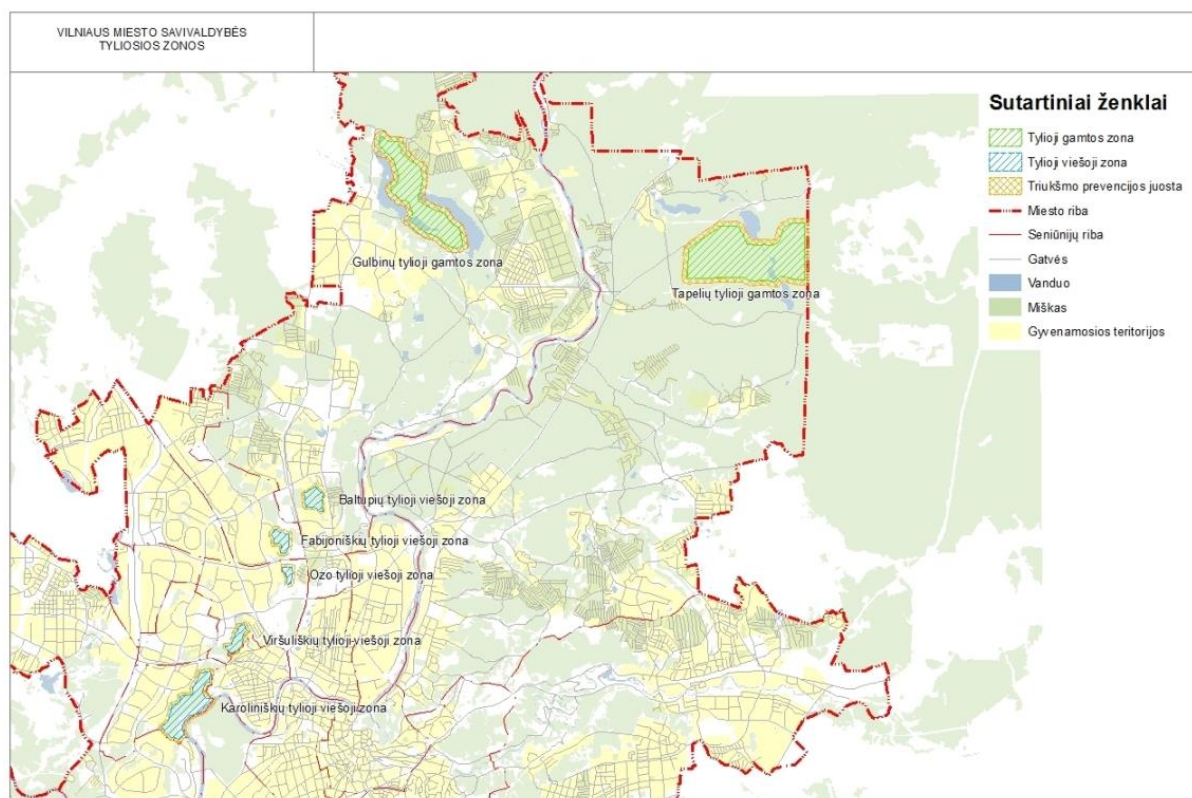 VILNIAUS MIESTO SAVIVALDYBĖS
TYLIOSIOS ZONOS
Sutartiniai ženklai
Tylioji gamtos zona
Tylioji viešoji zona
Triukšmo prevencijos juosta
Miesto riba
Seniūnijų riba
Gatvės
Vanduo
Miškas
Gyvenamosios teritorijos
Gulbinų tylioji gamtos zona
Tapelių tylioji gamtos zona
Baltupių tylioji viešoji zona
Fabijoniškių tylioji viešoji zona
Ozo tylioji viešoji zona
Viršuliškių tylioji viešoji zona
Karoliniškių tylioji viešoji zona